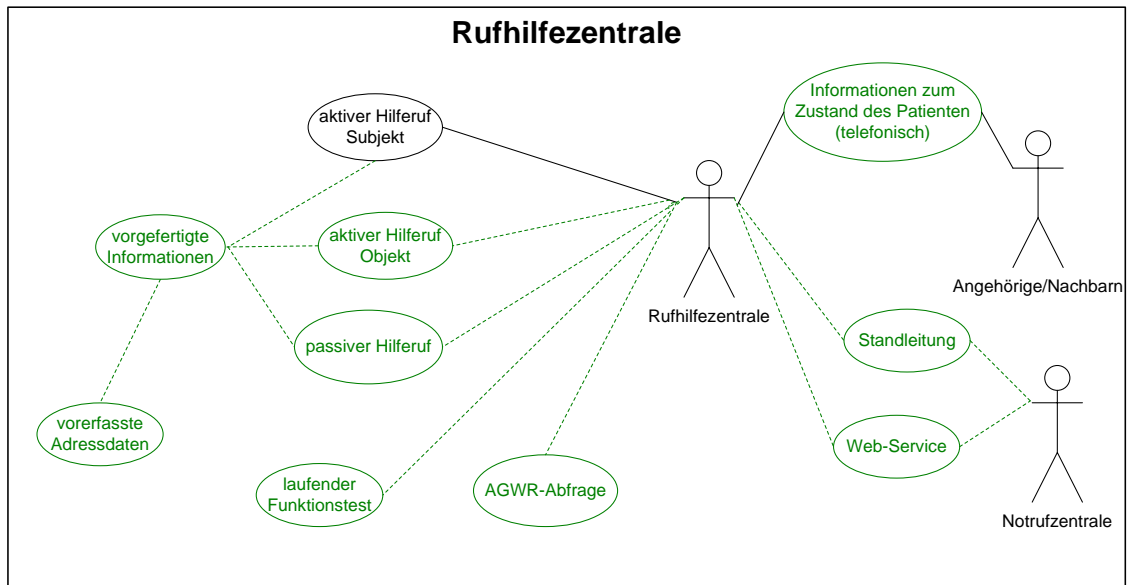 Rufhilfezentrale
aktiver Hilferuf
Subjekt
Informationen zum
Zustand des Patienten
(telefonisch)
vorgefertigte
Informationen
aktiver Hilferuf
Objekt
Angehörige/Nachbarn
Rufhilfezentrale
passiver Hilferuf
Standleitung
vorerfasste
Adressdaten
Web-Service
laufender
Funktionstest
AGWR-Abfrage
Notrufzentrale